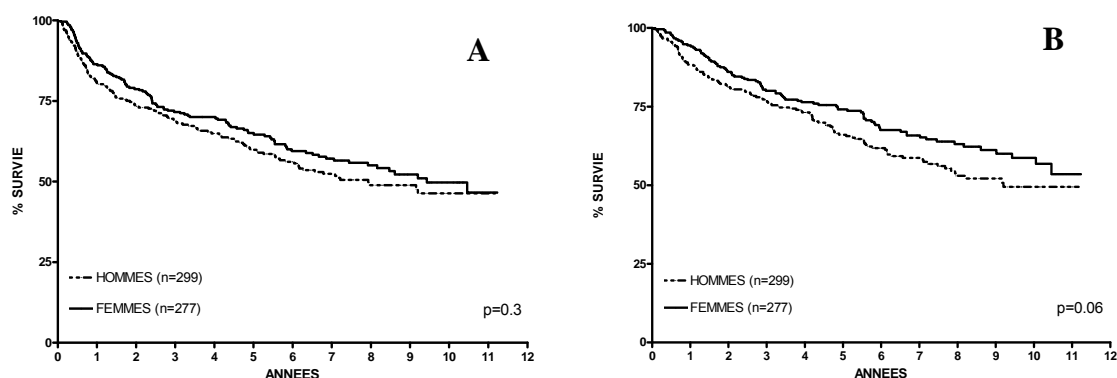 A
% SURVIE
100
75
50
25
0
HOMMES (n=299)
FEMMES (n=277)
p=0.3
0 1 2 3 4 5 6 7 8 9 10 11 12
ANNEES
B
% SURVIE
100
75
50
25
0
HOMMES (n=299)
FEMMES (n=277)
p=0.06
0 1 2 3 4 5 6 7 8 9 10 11 12
ANNEES